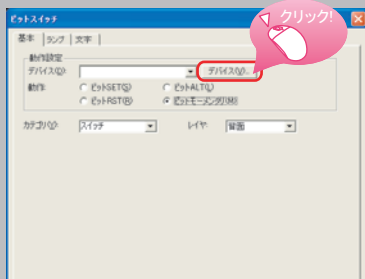 ビットスイッチ
クリック!
基本 ランプ 文字
動作設定
デバイス(D): デバイス(V)...
動作: ビットSET(S) ビットALT(L)
ビットRST(R) ビットモーメンタリ(M)
カテゴリ(Q): スイッチ レイヤ: 背面